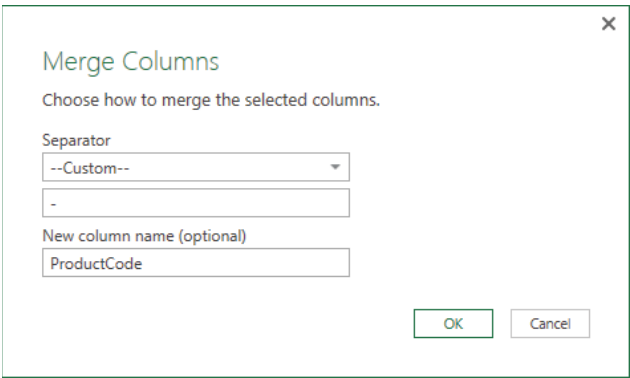 Merge Columns
Choose how to merge the selected columns.
Separator
--Custom--
-
New column name (optional)
ProductCode
OK Cancel